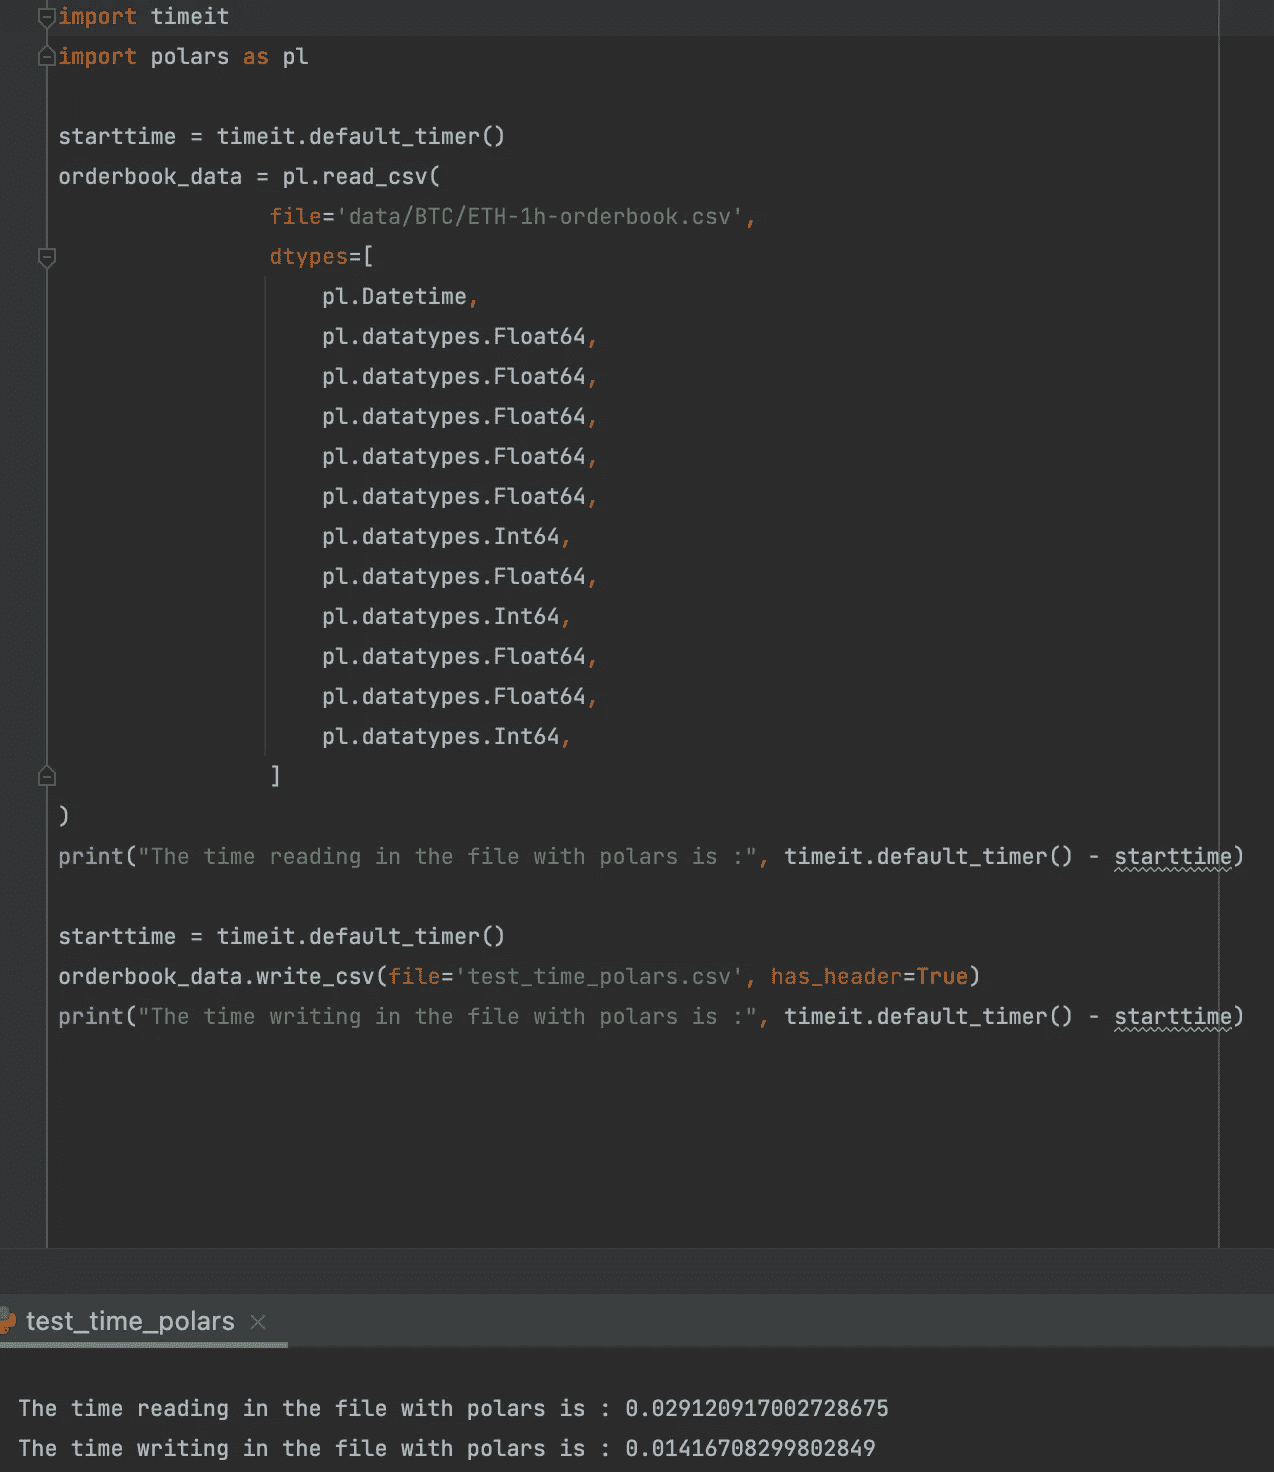 import timeit
import polars as pl
starttime = timeit.default_timer()
orderbook_data = pl.read_csv(
file='data/BTC/ETH-1h-orderbook.csv',
dtypes=[
pl.Datetime,
pl.datatypes.Float64,
pl.datatypes.Float64,
pl.datatypes.Float64,
pl.datatypes.Float64,
pl.datatypes.Float64,
pl.datatypes.Int64,
pl.datatypes.Float64,
pl.datatypes.Int64,
pl.datatypes.Float64,
pl.datatypes.Float64,
pl.datatypes.Int64,
]
)
print("The time reading in the file with polars is :", timeit.default_timer() - starttime)
starttime = timeit.default_timer()
orderbook_data.write_csv(file='test_time_polars.csv', has_header=True)
print("The time writing in the file with polars is :", timeit.default_timer() - starttime)
test_time_polars
The time reading in the file with polars is : 0.029120917002728675
The time writing in the file with polars is : 0.01416708299802849